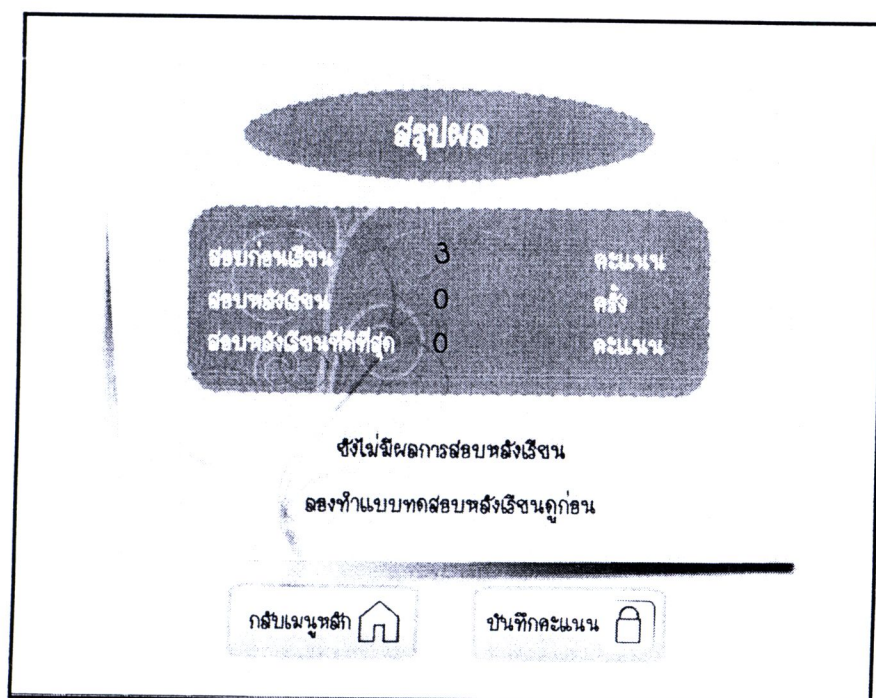 สรุปผล
สอบก่อนเรียน 3 คะแนน
สอบหลังเรียน 0 ครั้ง
สอบหลังเรียนที่ดีที่สุด 0 คะแนน
ยังไม่มีผลการสอบหลังเรียน
ลองทำแบบทดสอบหลังเรียนดูก่อน
กลับเมนูหลัก บันทึกคะแนน